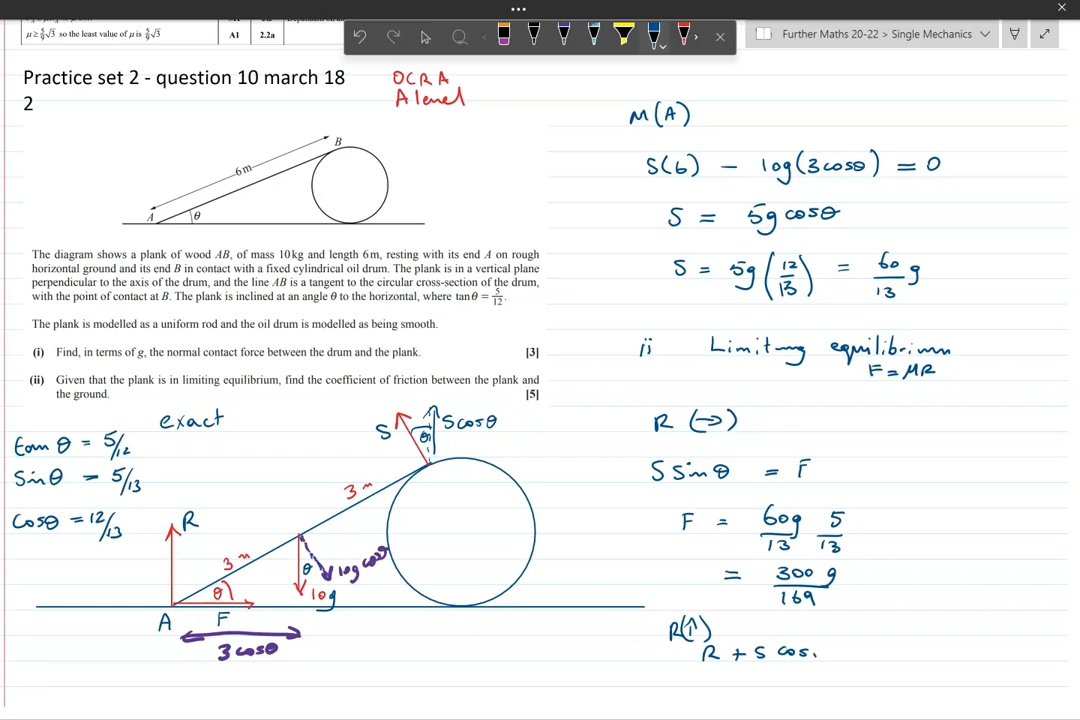 μ ≥ 5/9 √3 so the least value of μ is 5/9 √3
A1
2.2a
Further Maths 20-22 > Single Mechanics
Practice set 2 - question 10 march 18
2
OCRA
A level
6 m
A
B
θ
The diagram shows a plank of wood AB, of mass 10 kg and length 6 m, resting with its end A on rough
horizontal ground and its end B in contact with a fixed cylindrical oil drum. The plank is in a vertical plane
perpendicular to the axis of the drum, and the line AB is a tangent to the circular cross-section of the drum,
with the point of contact at B. The plank is inclined at an angle θ to the horizontal, where tan θ = 5/12.
The plank is modelled as a uniform rod and the oil drum is modelled as being smooth.
(i) Find, in terms of g, the normal contact force between the drum and the plank. [3]
(ii) Given that the plank is in limiting equilibrium, find the coefficient of friction between the plank and
the ground. [5]
exact
tan θ = 5/12
sin θ = 5/13
cos θ = 12/13
S
S cos θ
θ
3 m
R
3 m
θ
θ
10g cos θ
10g
A
F
3 cos θ
M(A)
S(6) - 10g(3cosθ) = 0
S = 5g cosθ
S = 5g (12/13) = 60/13 g
ii Limiting equilibrium
F = μR
R (→)
S sin θ = F
F = 60g/13 5/13
= 300/169 g
R(↑)
R + S cos.